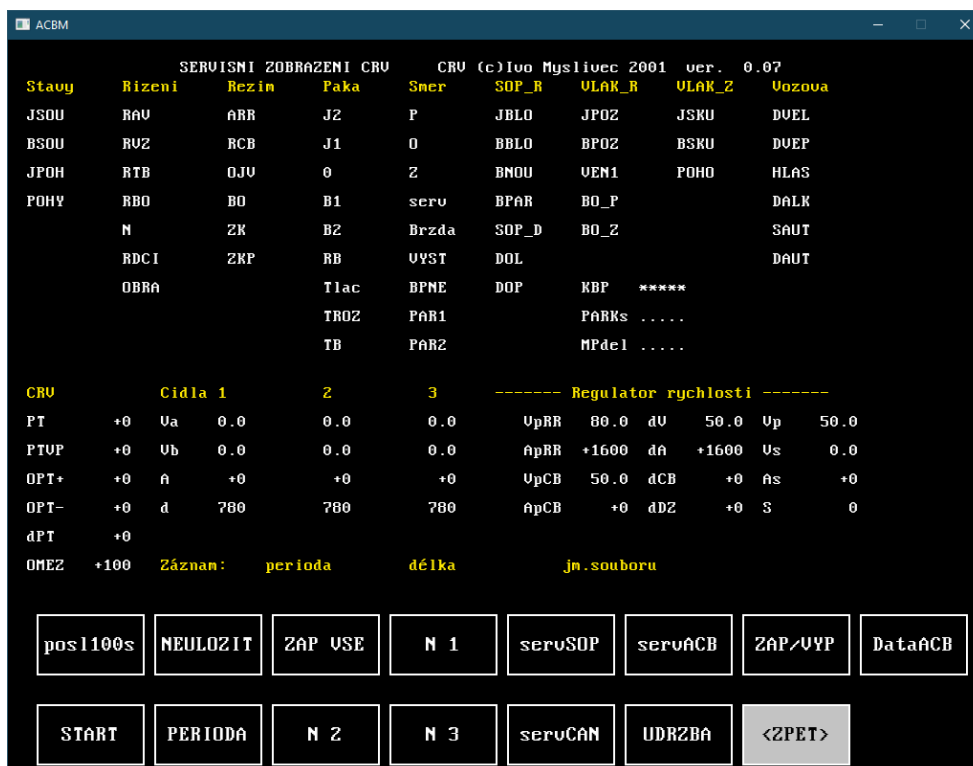 ACBM
SERVISNI ZOBRAZENI CRV CRV (c)Ivo Myslivec 2001 ver. 0.07
Stavy Rizeni Rezim Paka Smer SOP_R VLAK_R VLAK_Z Vozova
JSOU RAV ARR J2 P JBLO JPOZ JSKU DVEL
BSOU RVZ RCB J1 O BBLO BPOZ BSKU DVEP
JPOH RTB OJV 0 Z BNOU VEN1 POHO HLAS
POHY RBO BO B1 serv BPAR BO_P DALK
N ZK B2 Brzda SOP_D BO_Z SAUT
RDCI ZKP RB VYST DOL DAUT
OBRA Tlac BPNE DOP KBP *****
TROZ PAR1 PARKs .....
TB PAR2 MPdel .....
CRV Cidla 1 2 3 ------- Regulator rychlosti -------
PT +0 Va 0.0 0.0 0.0 VpRR 80.0 dV 50.0 Vp 50.0
PTVP +0 Vb 0.0 0.0 0.0 ApRR +1600 dA +1600 Vs 0.0
OPT+ +0 A +0 +0 +0 VpCB 50.0 dCB +0 As +0
OPT- +0 d 780 780 780 ApCB +0 dDZ +0 S 0
dPT +0
OMEZ +100 Záznam: perioda délka jm.souboru
posl100s NEULOZIT ZAP VSE N 1 servSOP servACB ZAP/VYP DataACB
START PERIODA N 2 N 3 servCAN UDRZBA <ZPET>